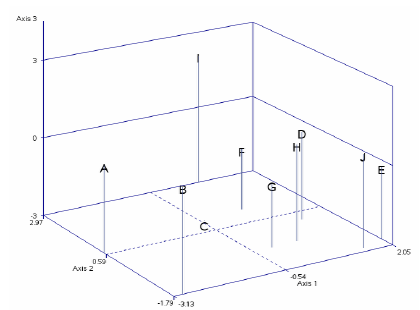 Axis 3
3
I
0
D
H
F
J
A
E
B
G
C
-3
2.97
2.05
0.59
Axis 2
-0.54
Axis 1
-1.79 -3.13